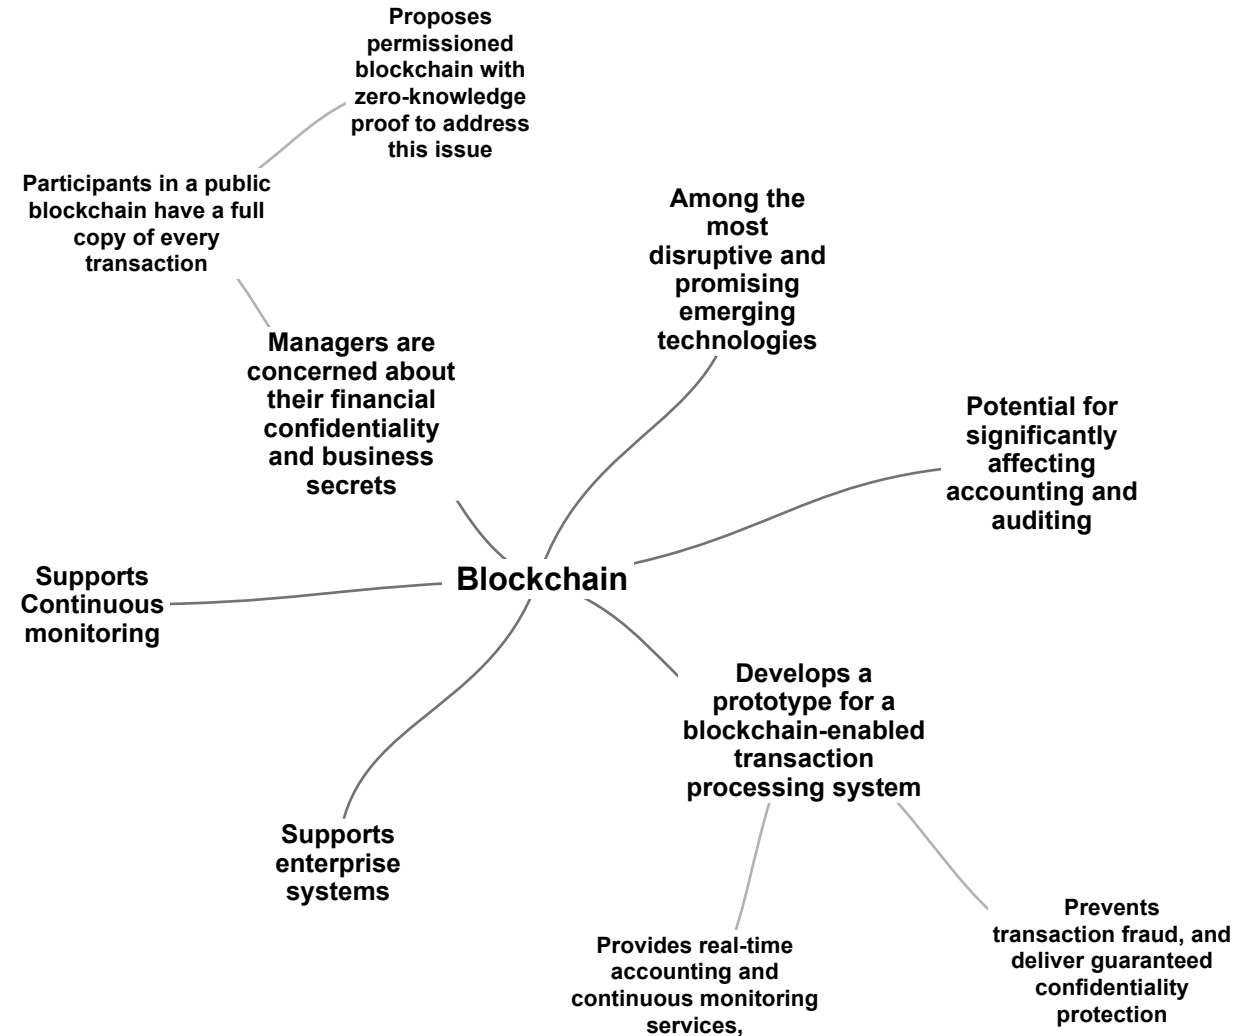 Proposes
permissioned
blockchain with
zero-knowledge
proof to address
this issue
Participants in a public
blockchain have a full
copy of every
transaction
Among the
most
disruptive and
promising
emerging
technologies
Managers are
concerned about
their financial
confidentiality
and business
secrets
Potential for
significantly
affecting
accounting and
auditing
Blockchain
Supports
Continuous
monitoring
Develops a
prototype for a
blockchain-enabled
transaction
processing system
Supports
enterprise
systems
Prevents
transaction fraud, and
deliver guaranteed
confidentiality
protection
Provides real-time
accounting and
continuous monitoring
services,